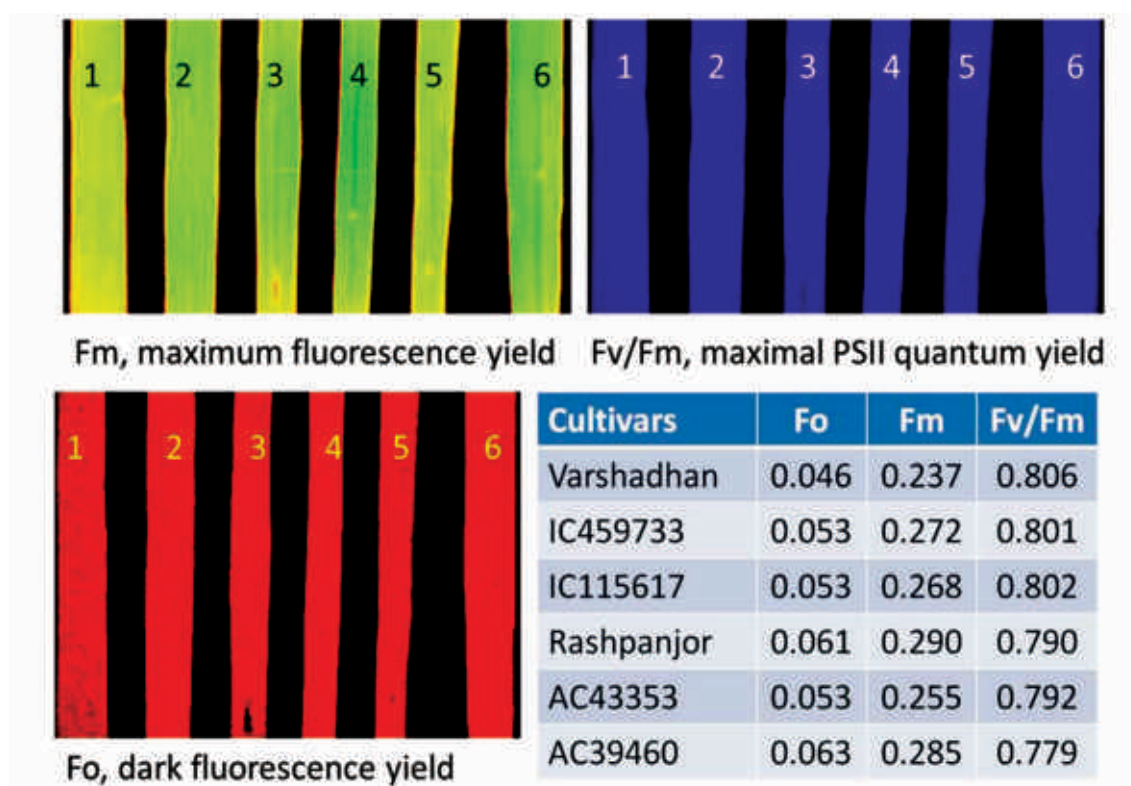 1 2 3 4 5 6
1 2 3 4 5 6
Fm, maximum fluorescence yield
Fv/Fm, maximal PSII quantum yield
1 2 3 4 5 6
Fo, dark fluorescence yield
Cultivars Fo Fm Fv/Fm
Varshadhan 0.046 0.237 0.806
IC459733 0.053 0.272 0.801
IC115617 0.053 0.268 0.802
Rashpanjor 0.061 0.290 0.790
AC43353 0.053 0.255 0.792
AC39460 0.063 0.285 0.779